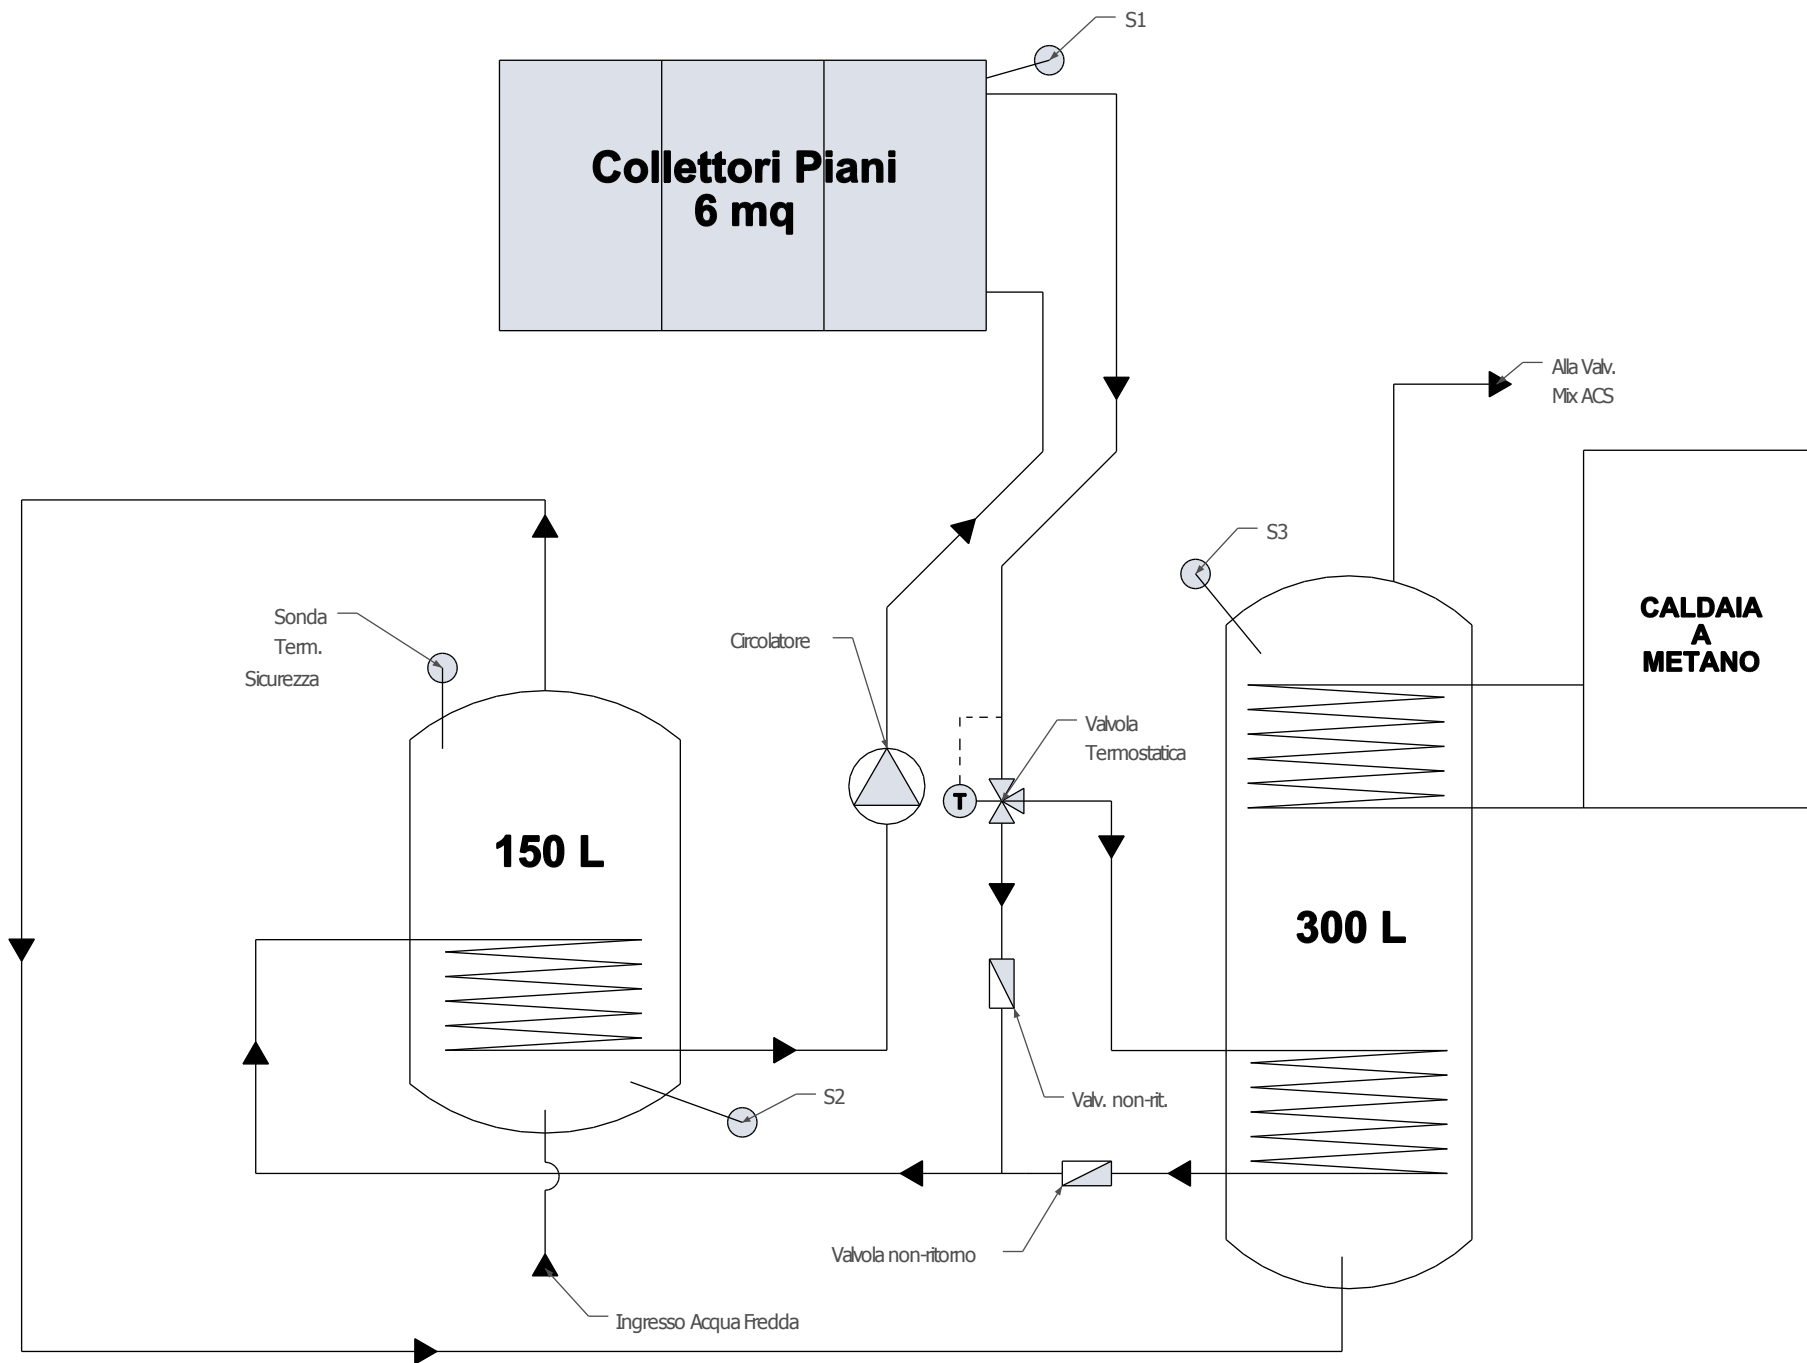 S1
Collettori Piani
6 mq
Alla Valv.
Mix ACS
S3
CALDAIA
A
METANO
Sonda
Term.
Sicurezza
Circolatore
Valvola
Termostatica
T
150 L
300 L
S2
Valv. non-rit.
Valvola non-ritorno
Ingresso Acqua Fredda